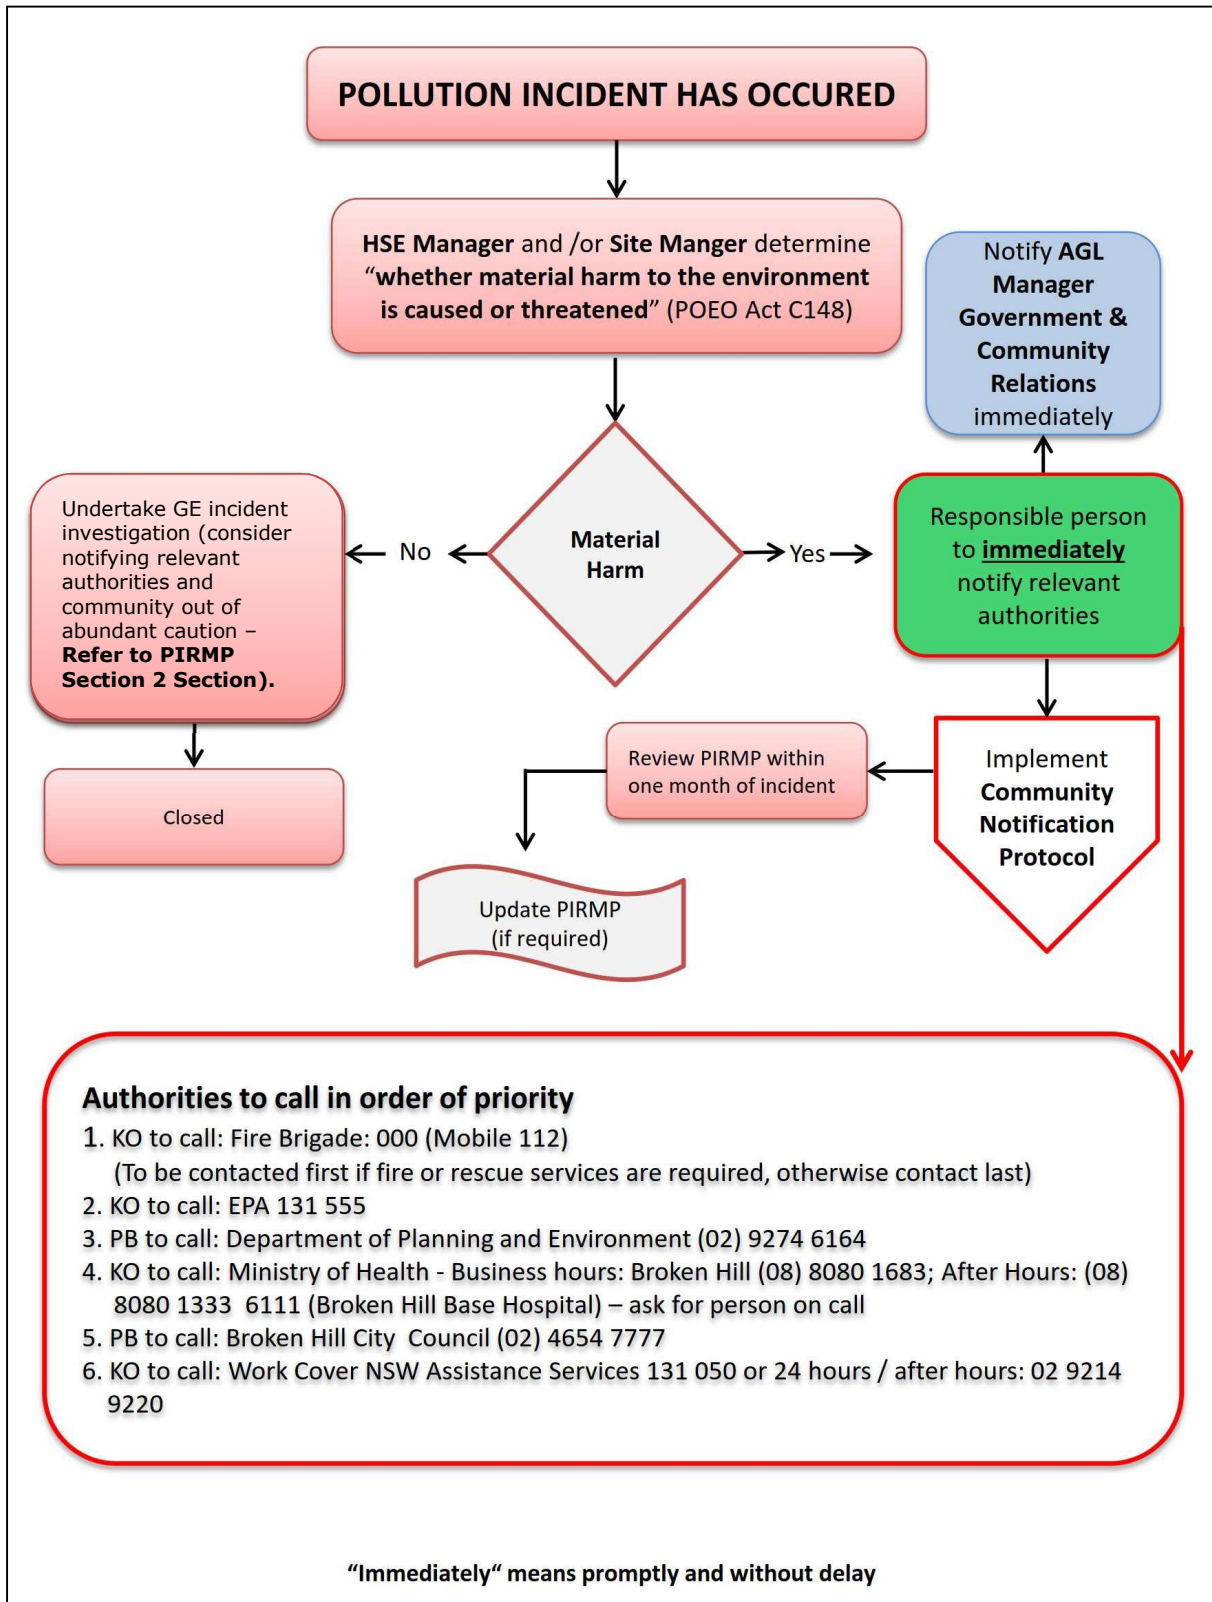 POLLUTION INCIDENT HAS OCCURED
HSE Manager and /or Site Manger determine
“whether material harm to the environment
is caused or threatened” (POEO Act C148)
Notify AGL
Manager
Government &
Community
Relations
immediately
Undertake GE incident
investigation (consider
notifying relevant
authorities and
community out of
abundant caution –
Refer to PIRMP
Section 2 Section).
No
Material
Harm
Yes
Responsible person
to immediately
notify relevant
authorities
Closed
Review PIRMP within
one month of incident
Implement
Community
Notification
Protocol
Update PIRMP
(if required)
Authorities to call in order of priority
1. KO to call: Fire Brigade: 000 (Mobile 112)
(To be contacted first if fire or rescue services are required, otherwise contact last)
2. KO to call: EPA 131 555
3. PB to call: Department of Planning and Environment (02) 9274 6164
4. KO to call: Ministry of Health - Business hours: Broken Hill (08) 8080 1683; After Hours: (08)
8080 1333  6111 (Broken Hill Base Hospital) – ask for person on call
5. PB to call: Broken Hill City  Council (02) 4654 7777
6. KO to call: Work Cover NSW Assistance Services 131 050 or 24 hours / after hours: 02 9214
9220
“Immediately“ means promptly and without delay